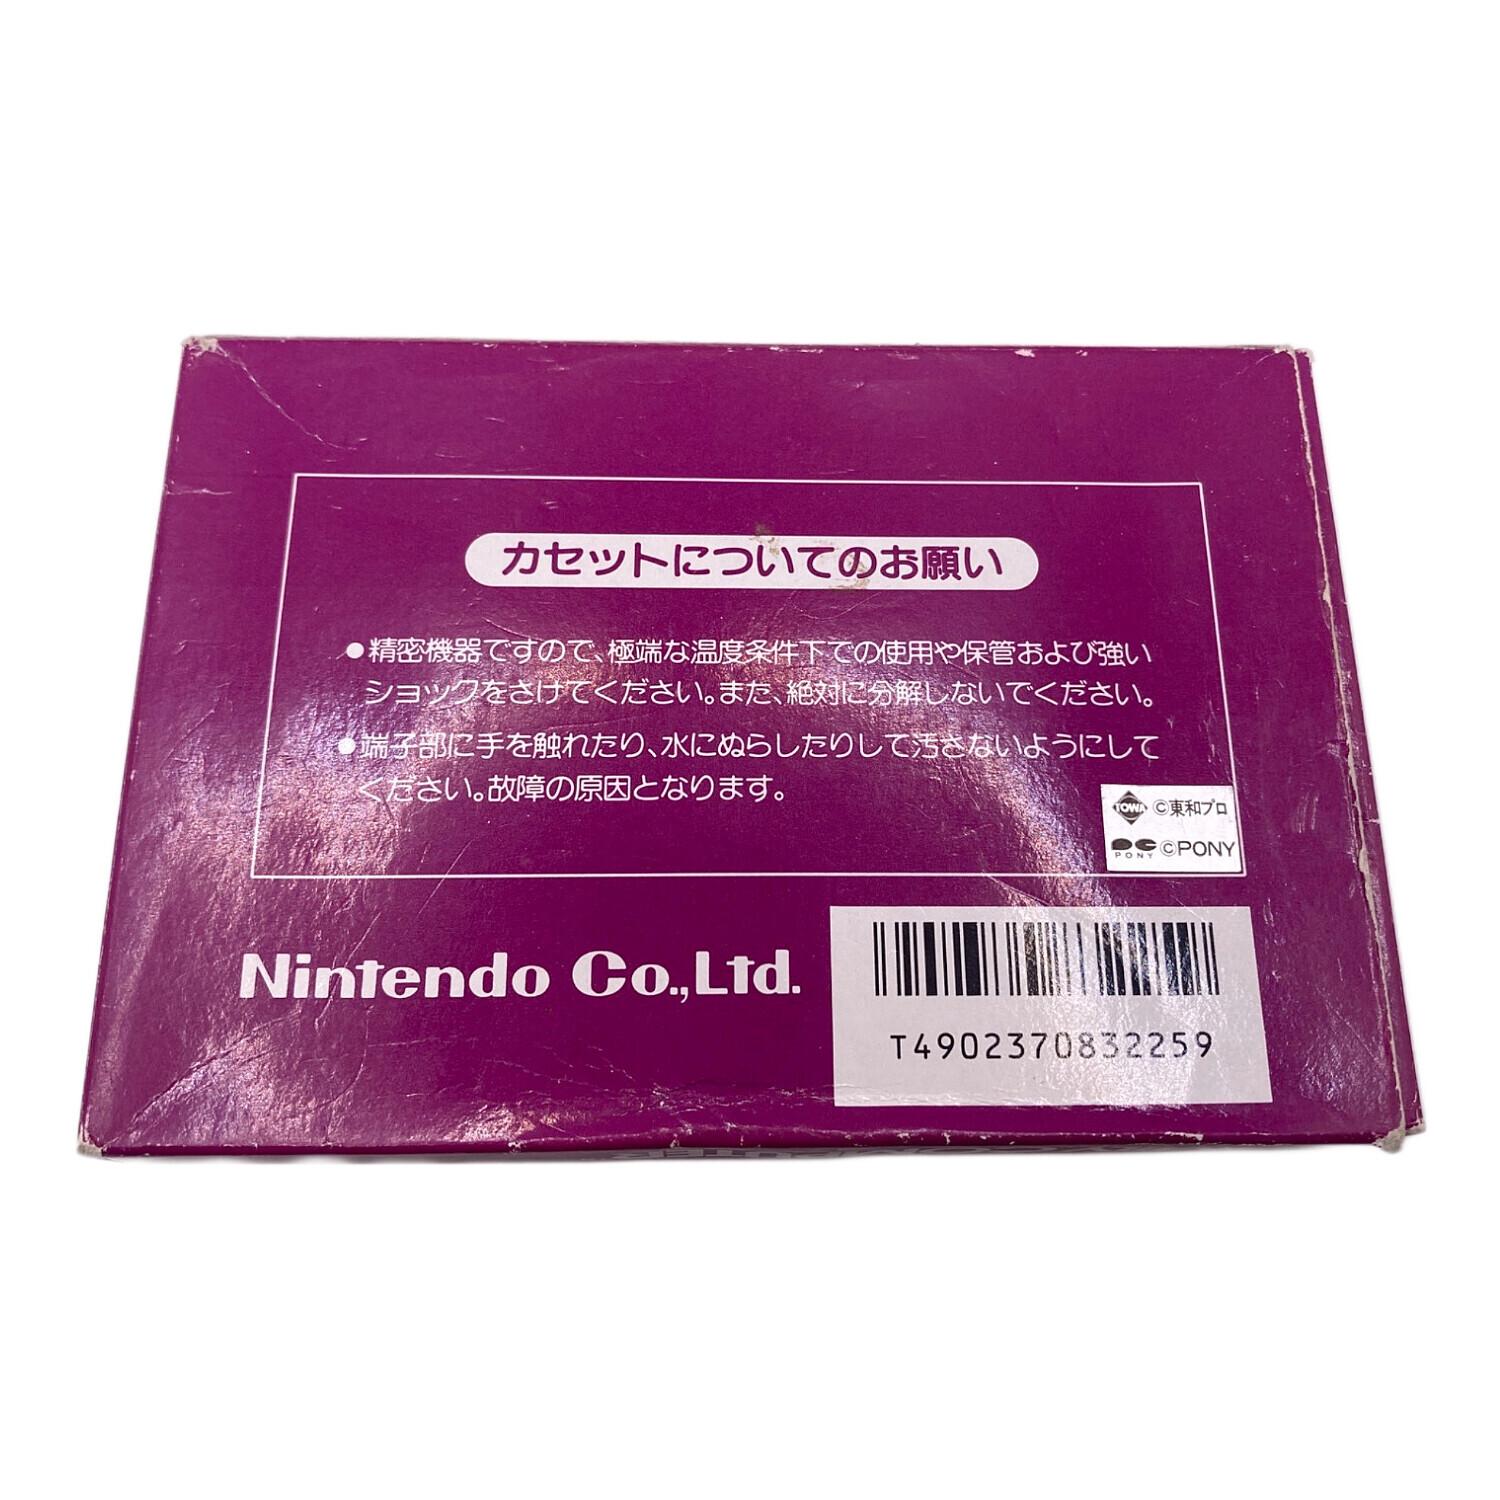 カセットについてのお願い
●精密機器ですので、極端な温度条件下での使用や保管および強い
ショックをさけてください。また、絶対に分解しないでください。
●端子部に手を触れたり、水にぬらしたりして汚さないようにして
ください。故障の原因となります。
TOWA ©東和プロ
PONY ©PONY
Nintendo Co.,Ltd.
T4902370832259